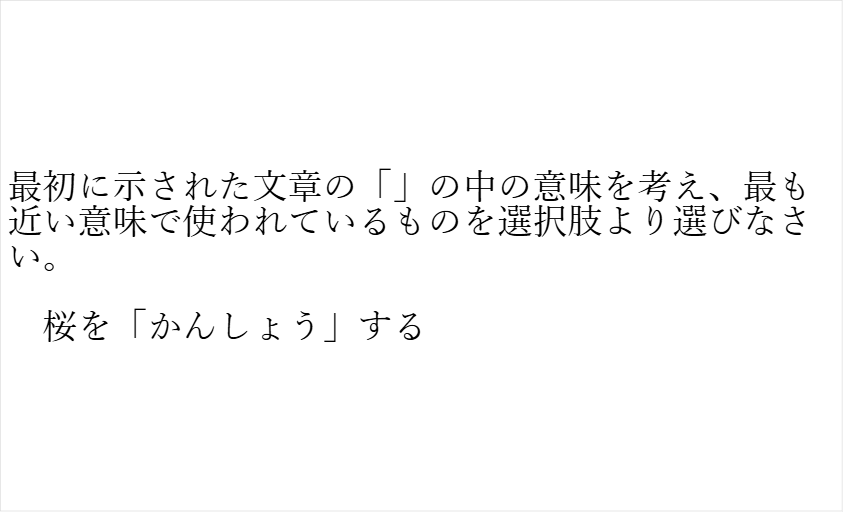 最初に示された文章の「」の中の意味を考え、最も
近い意味で使われているものを選択肢より選びなさ
い。
　桜を「かんしょう」する